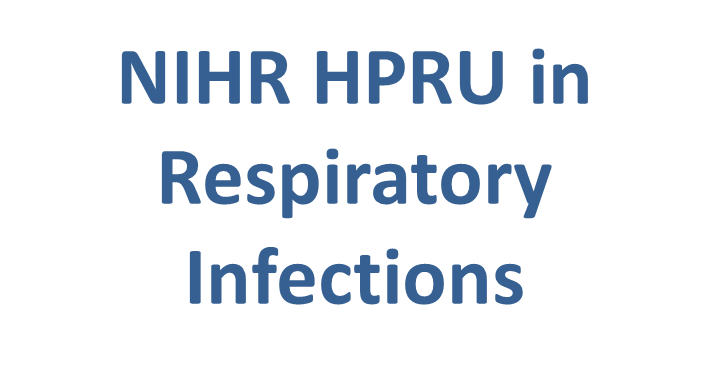 NIHR HPRU in
Respiratory
Infections